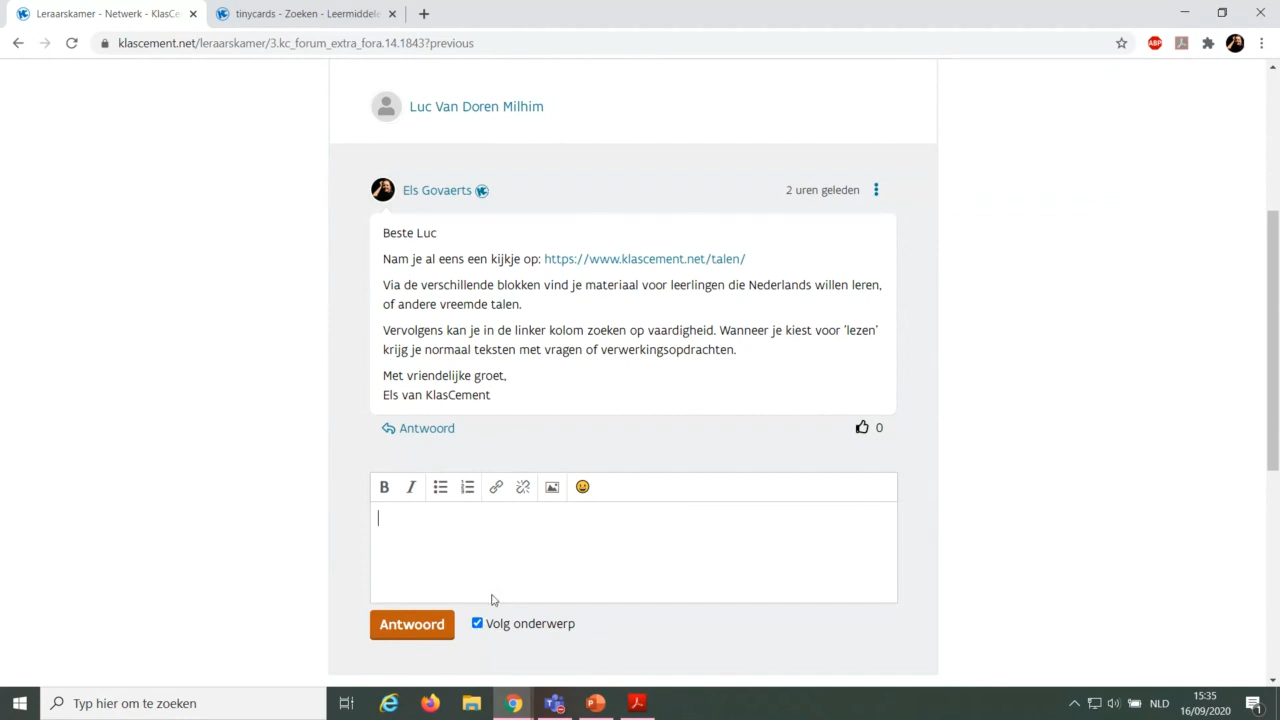 Leraarskamer - Netwerk - KlasCe
tinycards - Zoeken - Leermiddele
klascement.net/leraarskamer/3.kc_forum_extra_fora.14.1843?previous
ABP
Luc Van Doren Milhim
Els Govaerts
2 uren geleden
Beste Luc
Nam je al eens een kijkje op: https://www.klascement.net/talen/
Via de verschillende blokken vind je materiaal voor leerlingen die Nederlands willen leren,
of andere vreemde talen.
Vervolgens kan je in de linker kolom zoeken op vaardigheid. Wanneer je kiest voor 'lezen'
krijg je normaal teksten met vragen of verwerkingsopdrachten.
Met vriendelijke groet,
Els van KlasCement
Antwoord
0
B I
Antwoord
Volg onderwerp
Typ hier om te zoeken
NLD
15:35
16/09/2020
1